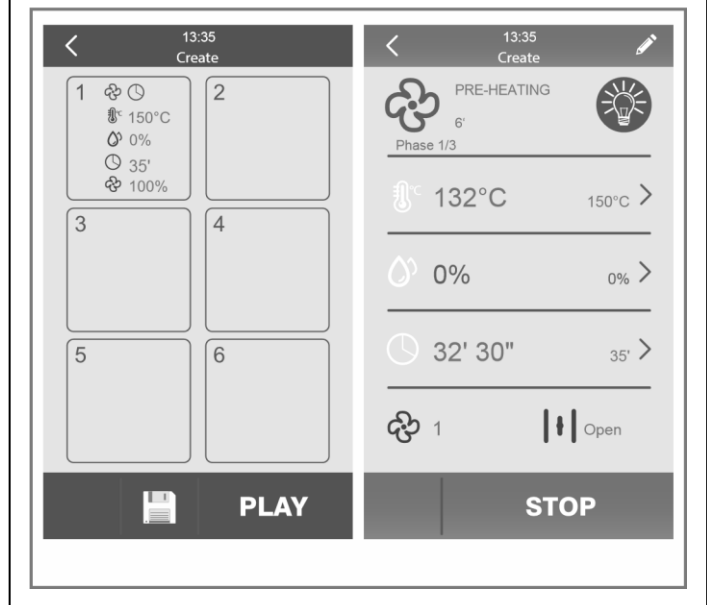 13:35
Create
1
150°C
0%
35'
100%
2
3
4
5
6
PLAY
13:35
Create
PRE-HEATING
6'
Phase 1/3
°C
132°C 150°C
0% 0%
32' 30" 35'
1 Open
STOP